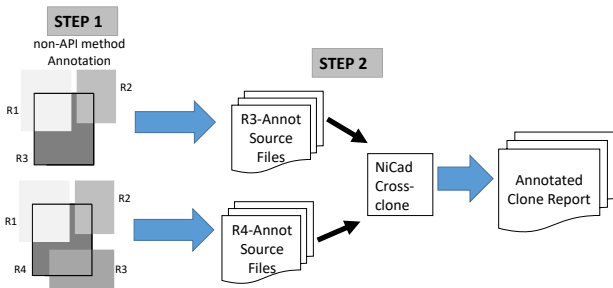 STEP 1
non-API method
Annotation
R1
R2
R3
STEP 2
R3-Annot
Source
Files
NiCad
Cross-
clone
Annotated
Clone Report
R1
R2
R4
R3
R4-Annot
Source
Files